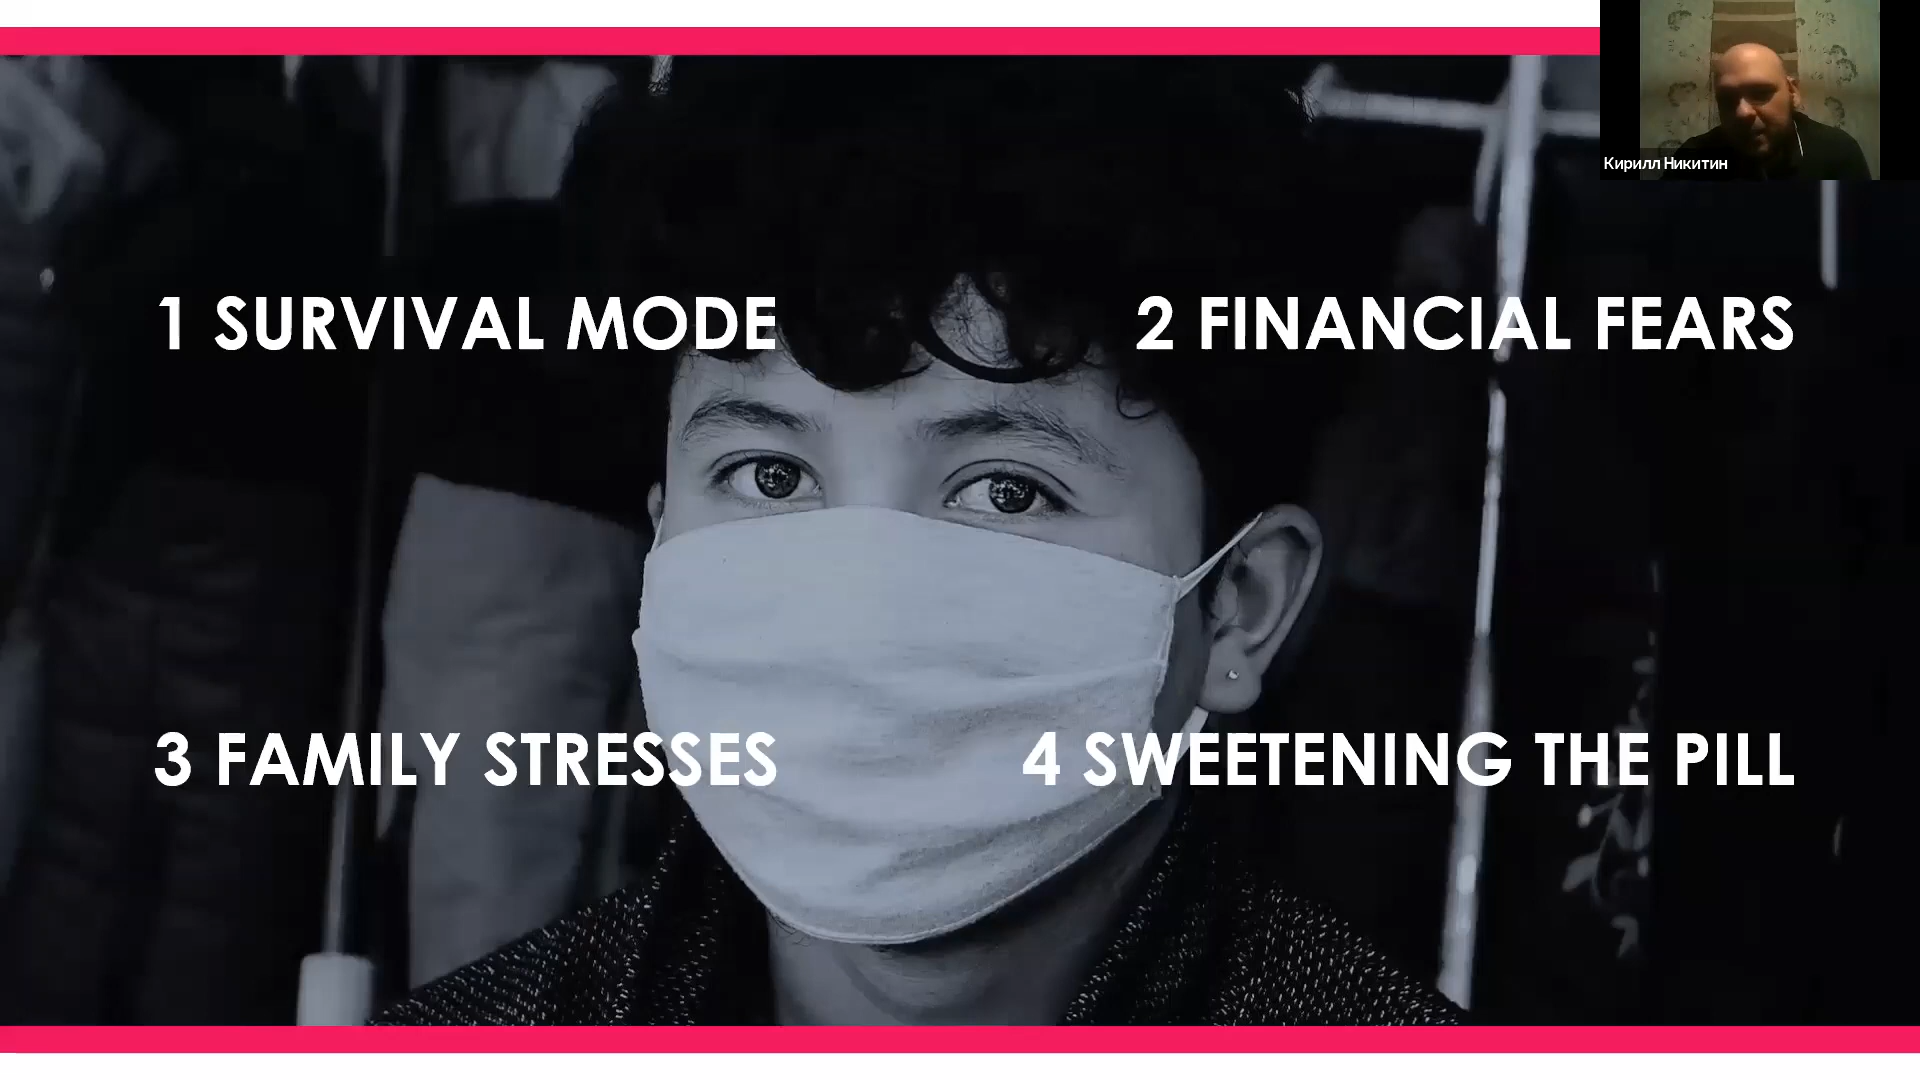 Кирилл Никитин
1 SURVIVAL MODE
2 FINANCIAL FEARS
3 FAMILY STRESSES
4 SWEETENING THE PILL